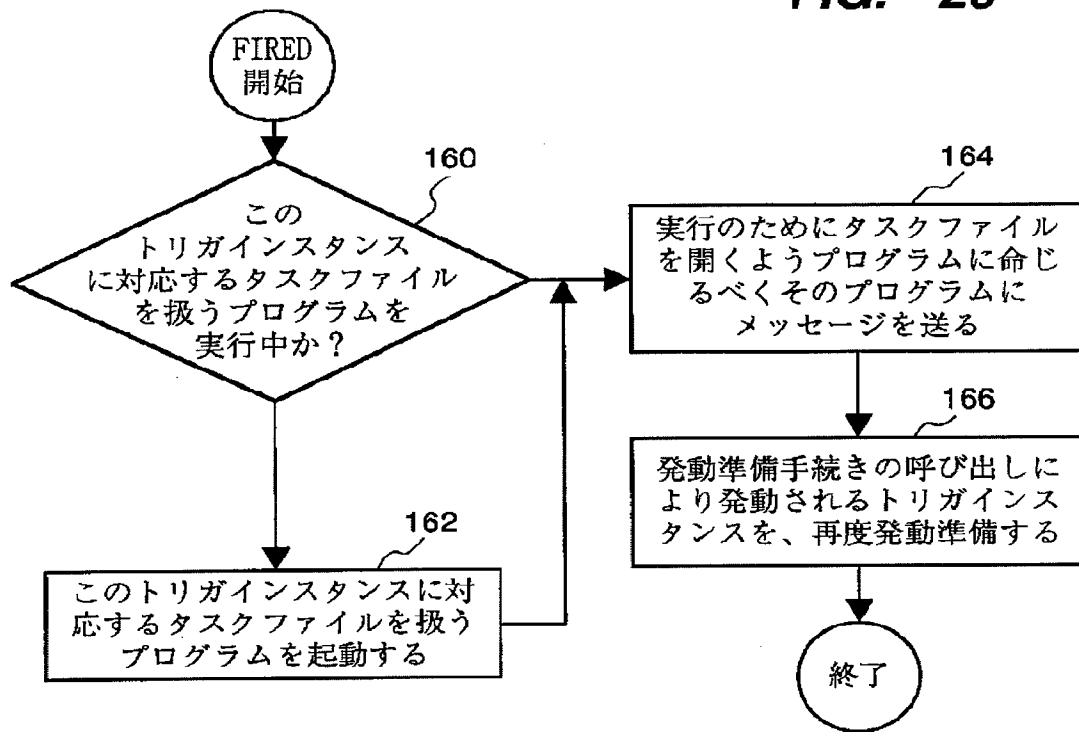 FIG.
FIRED
開始
160
この
トリガインスタンス
に対応するタスクファイル
を扱うプログラムを
実行中か？
162
このトリガインスタンスに対
応するタスクファイルを扱う
プログラムを起動する
164
実行のためにタスクファイル
を開くようプログラムに命じ
るべくそのプログラムに
メッセージを送る
166
発動準備手続きの呼び出しに
より発動されるトリガインス
タンスを、再度発動準備する
終了